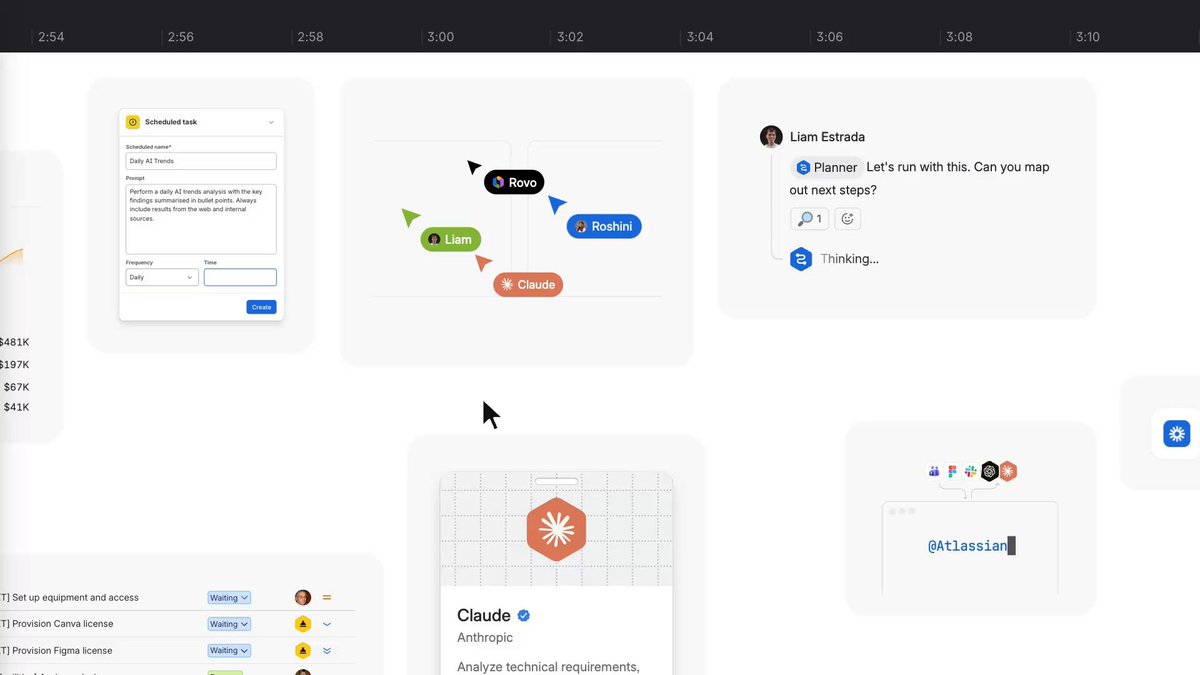 2:54
2:56
2:58
3:00
3:02
3:04
3:06
3:08
3:10
Scheduled task
Scheduled name*
Daily AI Trends
Prompt
Perform a daily AI trends analysis with the key
findings summarised in bullet points. Always
include results from the web and internal
sources.
Frequency
Time
Daily
Create
Rovo
Roshini
Liam
Claude
Liam Estrada
Planner Let's run with this. Can you map
out next steps?
1
Thinking...
$481K
$197K
$67K
$41K
@Atlassian
T] Set up equipment and access
Waiting
T] Provision Canva license
Waiting
T] Provision Figma license
Waiting
Claude
Anthropic
Analyze technical requirements,